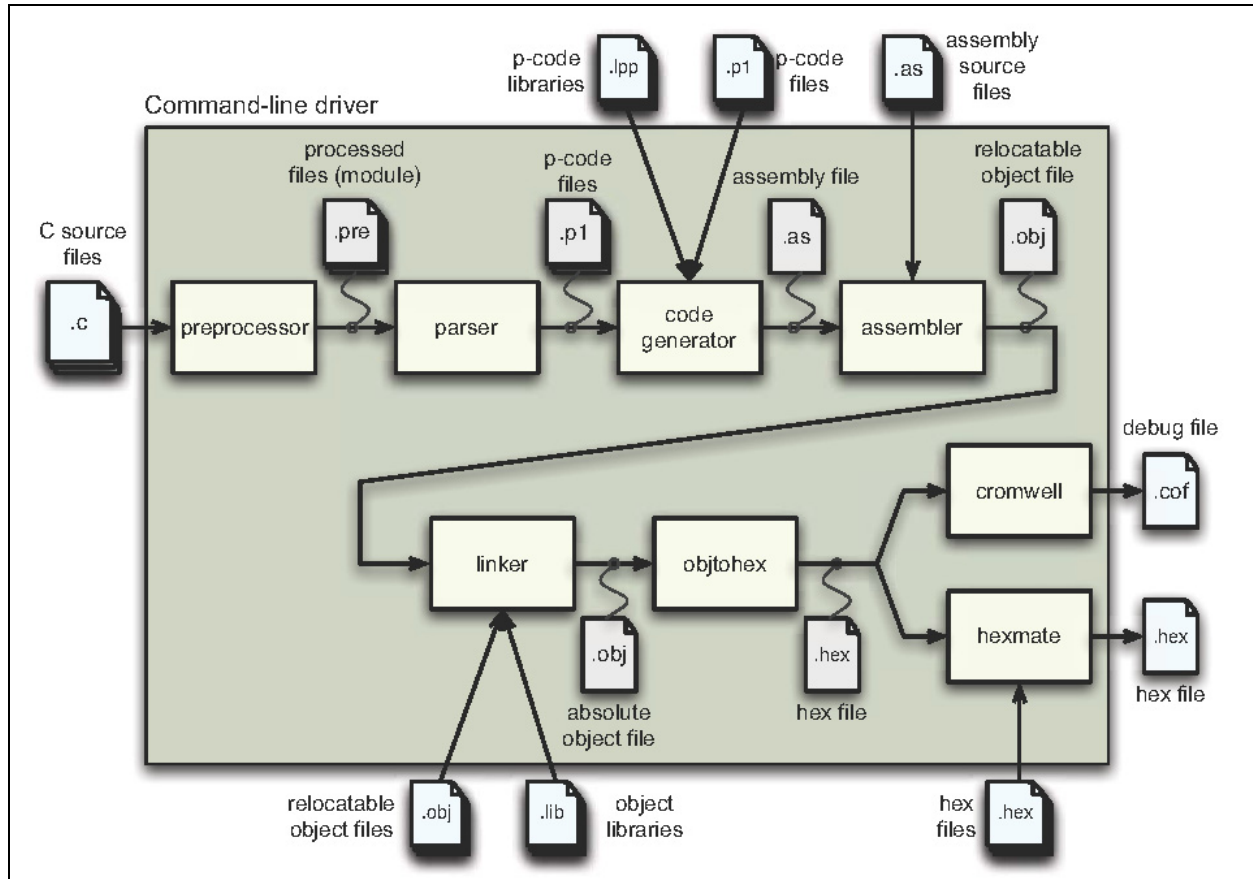 p-code
libraries
.lpp
.p1
p-code
files
.as
assembly
source
files
Command-line driver
processed
files (module)
.pre
p-code
files
.p1
assembly file
.as
relocatable
object file
.obj
C source
files
.c
preprocessor
parser
code
generator
assembler
debug file
cromwell
.cof
linker
objtohex
hexmate
.hex
hex file
.obj
absolute
object file
.hex
hex file
relocatable
object files
.obj
.lib
object
libraries
hex
files
.hex